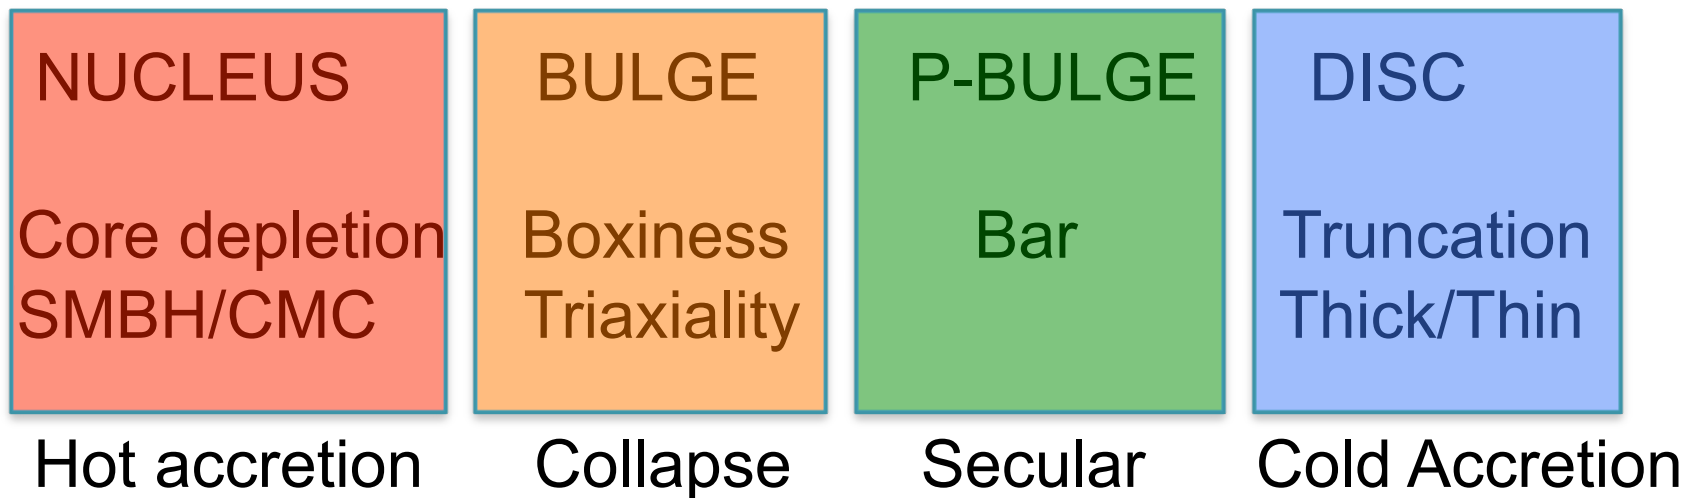 NUCLEUS
Core depletion
SMBH/CMC
Hot accretion
BULGE
Boxiness
Triaxiality
Collapse
P-BULGE
Bar
Secular
DISC
Truncation
Thick/Thin
Cold Accretion